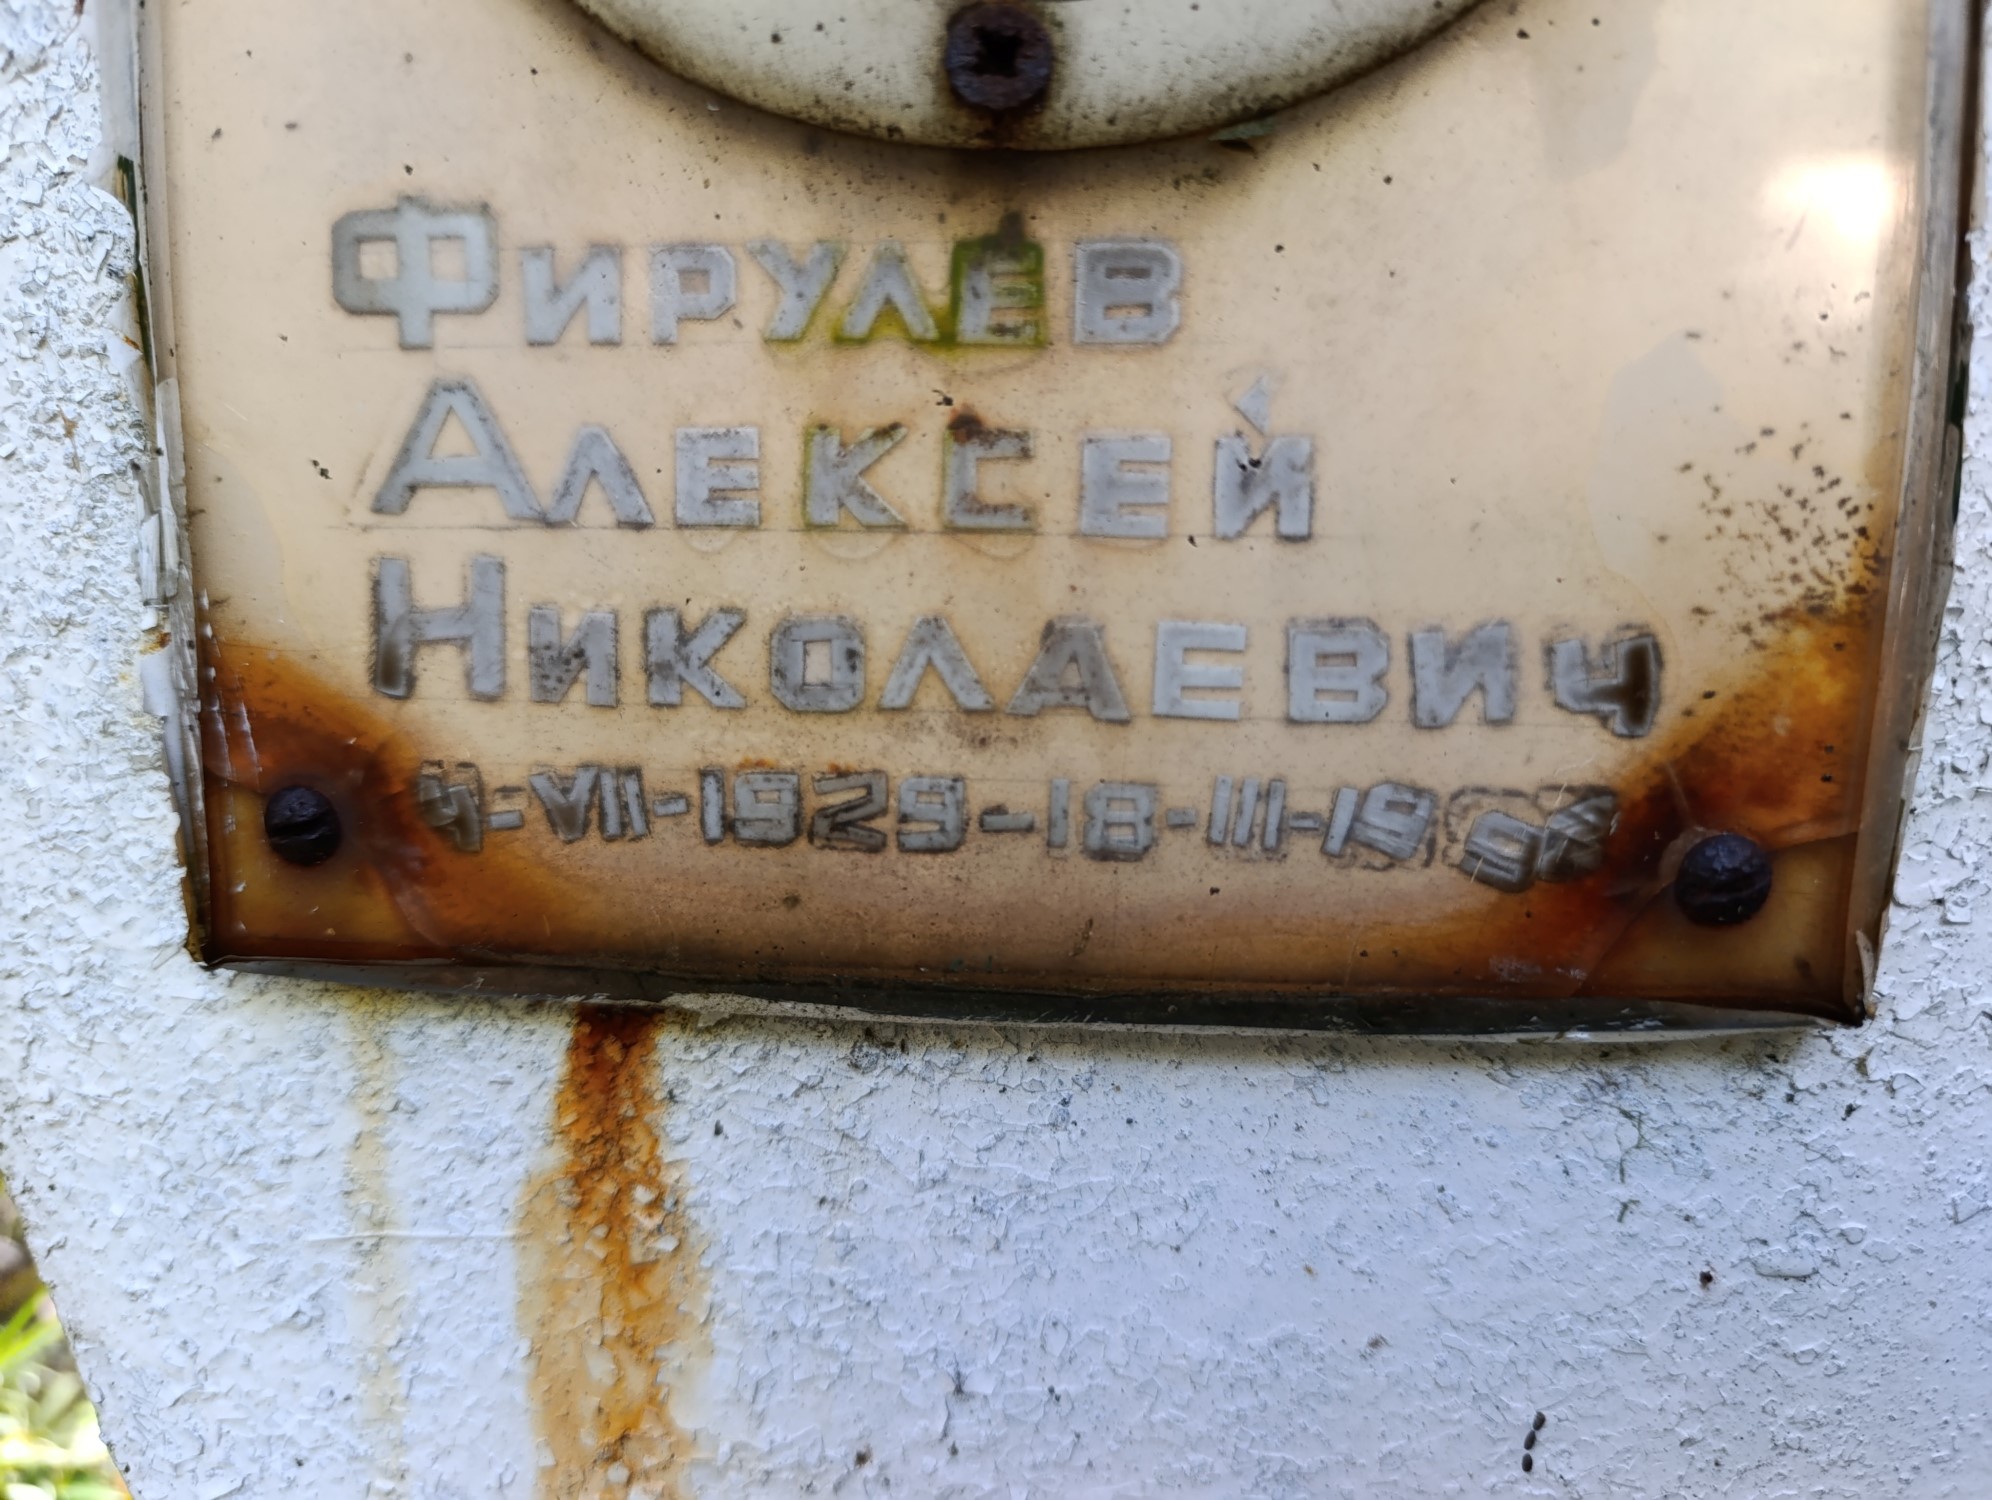 Фирулев
Алексей
Николаевич
4-VII-1929-18-III-19